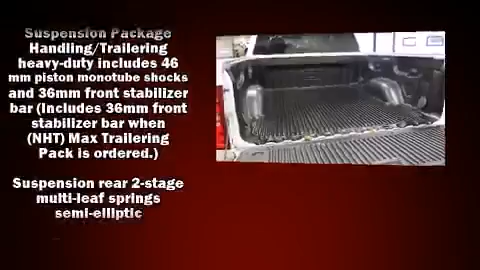 Suspension Package
Handling/Trailering
heavy-duty includes 46
mm piston monotube shocks
and 36mm front stabilizer
bar (Includes 36mm front
stabilizer bar when
(NHT) Max Trailering
Pack is ordered.)
Suspension rear 2-stage
multi-leaf springs
semi-elliptic